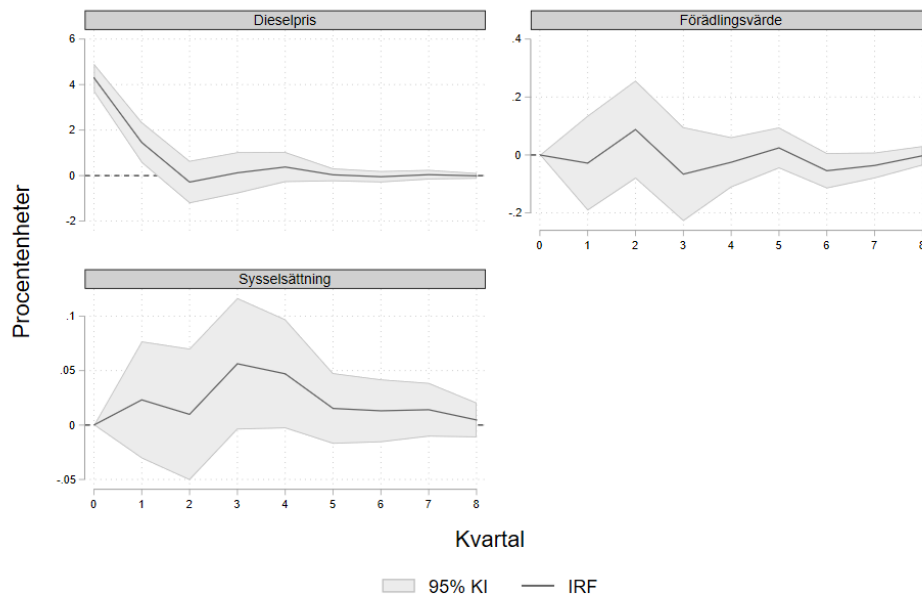 Dieselpris
6
4
2
0
-2
Förädlingsvärde
.4
.2
0
-.2
0 1 2 3 4 5 6 7 8
Sysselsättning
.1
.05
0
-.05
0 1 2 3 4 5 6 7 8
Procentenheter
Kvartal
95% KI IRF